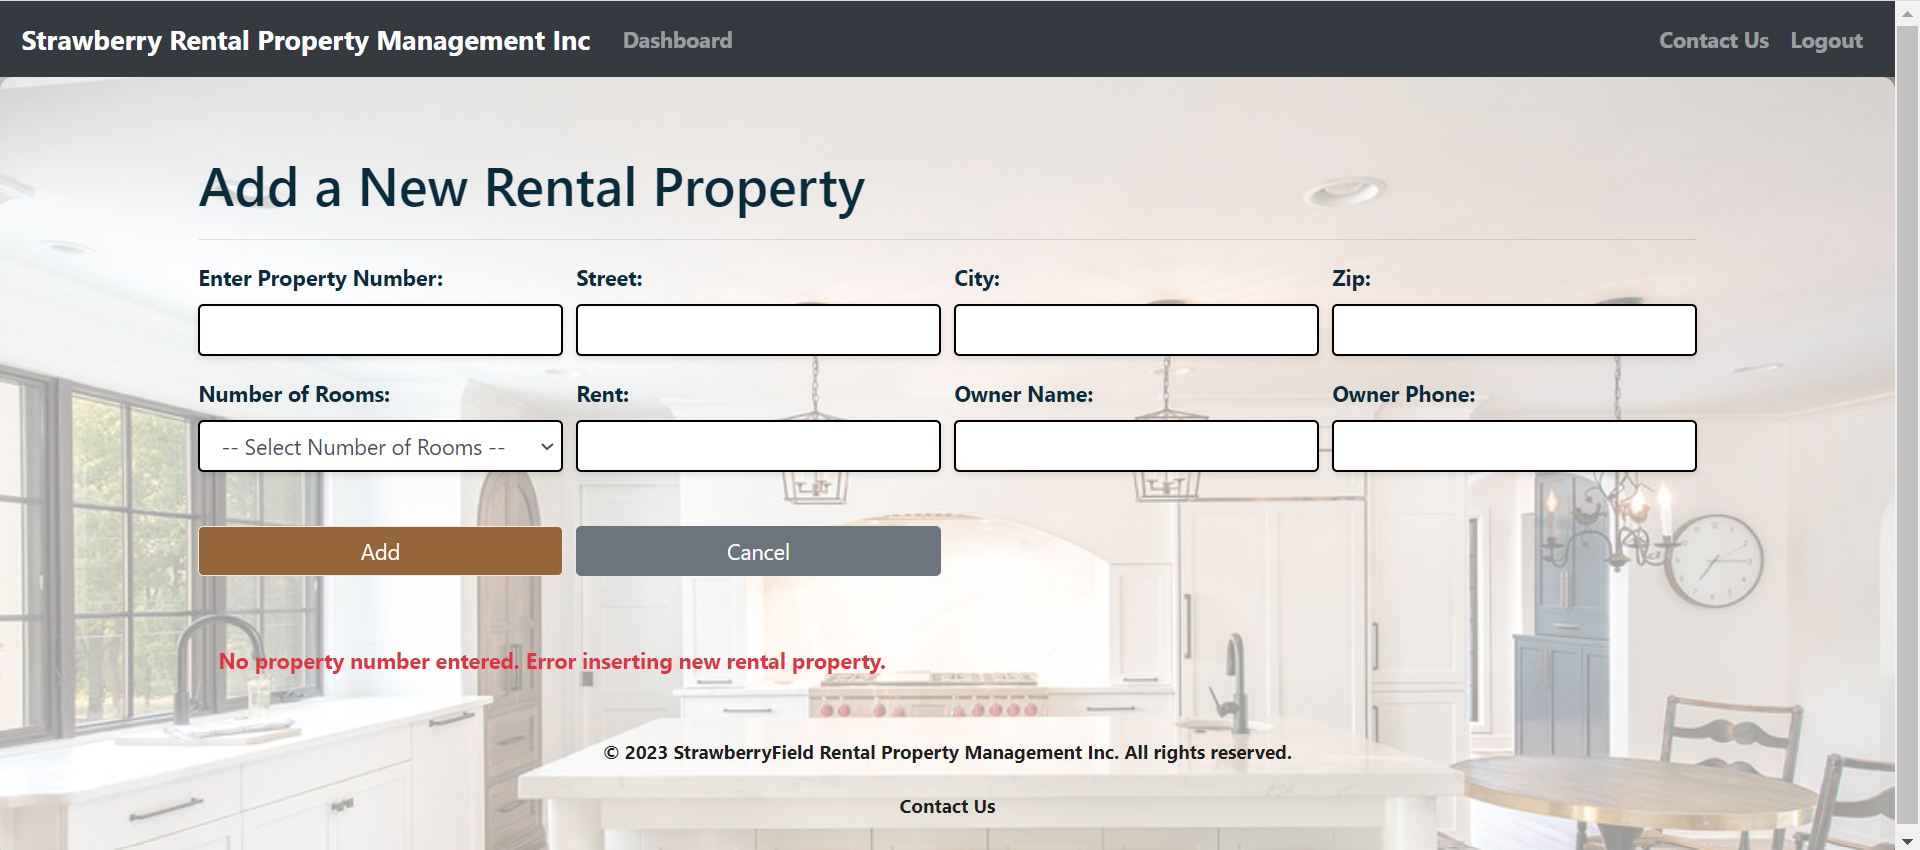 Strawberry Rental Property Management Inc Dashboard Contact Us Logout
Add a New Rental Property
Enter Property Number: Street: City: Zip:
Number of Rooms: Rent: Owner Name: Owner Phone:
-- Select Number of Rooms --
Add Cancel
No property number entered. Error inserting new rental property.
© 2023 StrawberryField Rental Property Management Inc. All rights reserved.
Contact Us